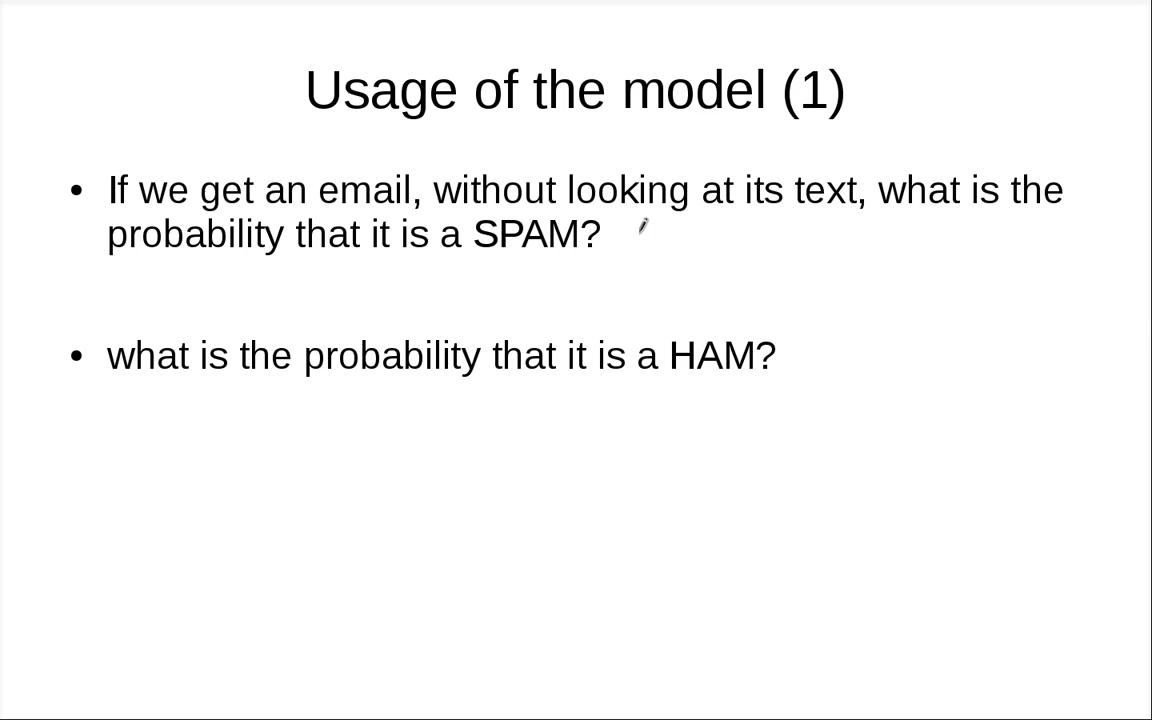 Usage of the model (1)
• If we get an email, without looking at its text, what is the
probability that it is a SPAM?
• what is the probability that it is a HAM?